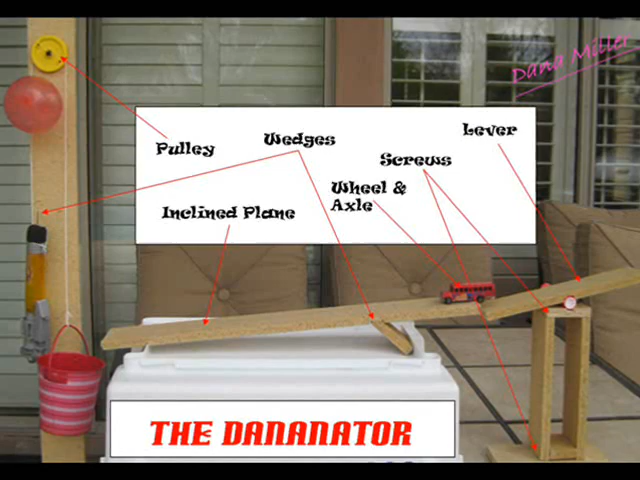 Dana Miller
Lever
Wedges
Pulley
Screws
Wheel &
Axle
Inclined Plane
THE DANANATOR